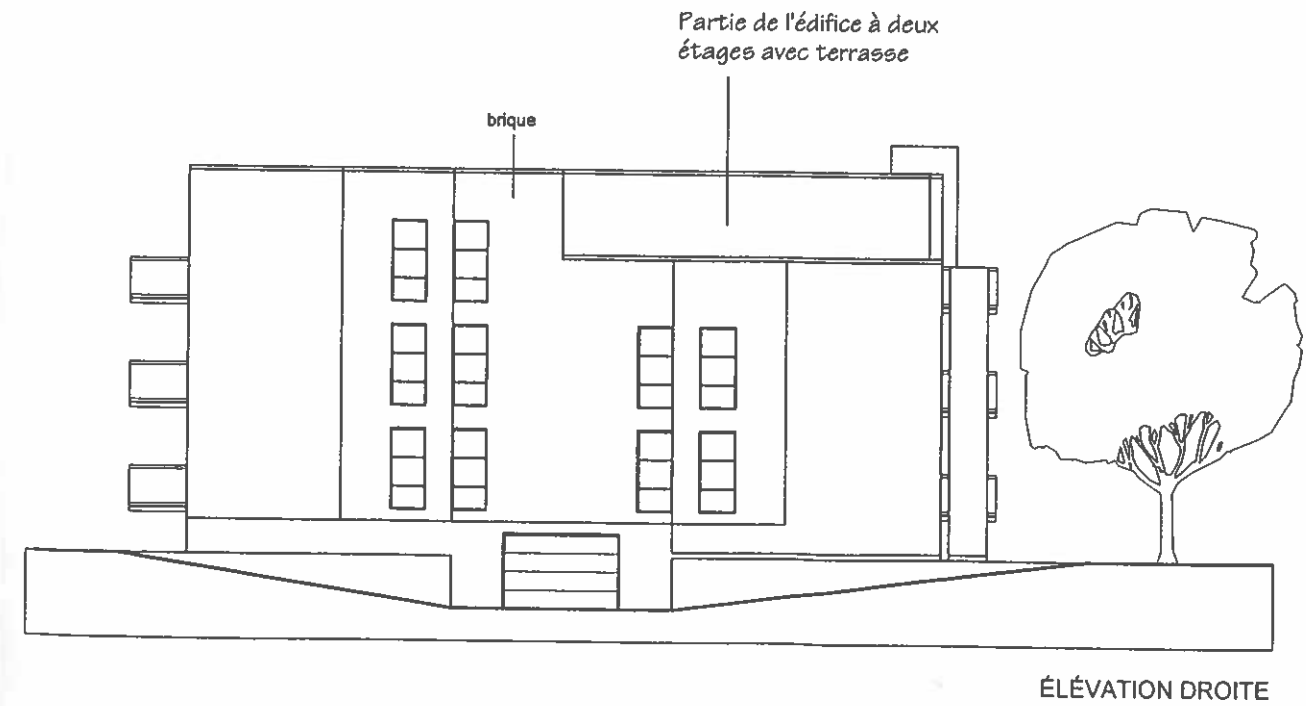 Partie de l'édifice à deux
étages avec terrasse
brique
ÉLÉVATION DROITE